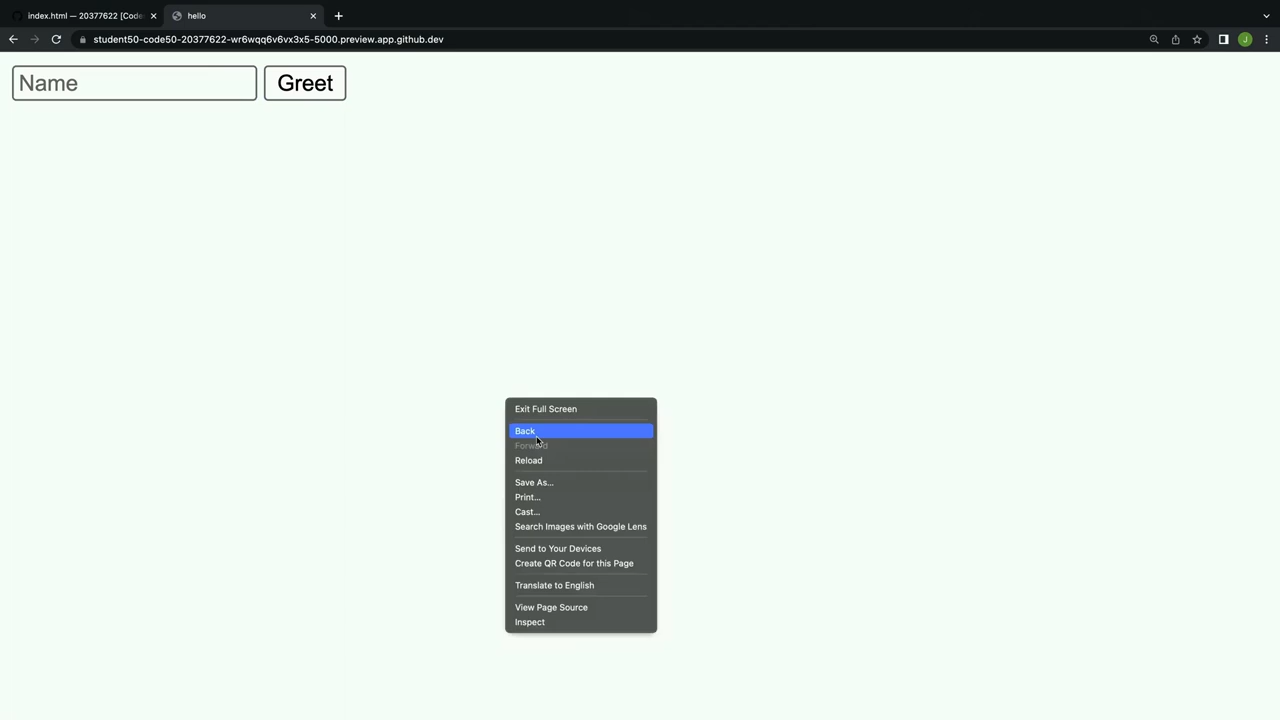 index.html — 20377622 [Code
hello
student50-code50-20377622-wr6wqq6v6vx3x5-5000.preview.app.github.dev
J
Name
Greet
Exit Full Screen
Back
Forward
Reload
Save As...
Print...
Cast...
Search Images with Google Lens
Send to Your Devices
Create QR Code for this Page
Translate to English
View Page Source
Inspect